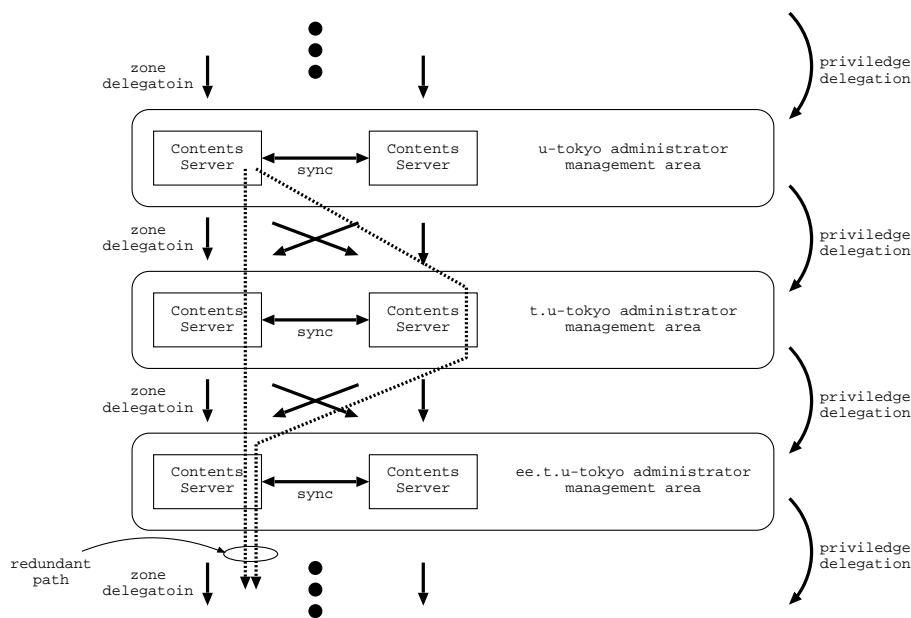 zone
delegatoin
priviledge
delegation
Contents
Server
sync
Contents
Server
u-tokyo administrator
management area
zone
delegatoin
priviledge
delegation
Contents
Server
sync
Contents
Server
t.u-tokyo administrator
management area
zone
delegatoin
priviledge
delegation
Contents
Server
sync
Contents
Server
ee.t.u-tokyo administrator
management area
redundant
path
zone
delegatoin
priviledge
delegation